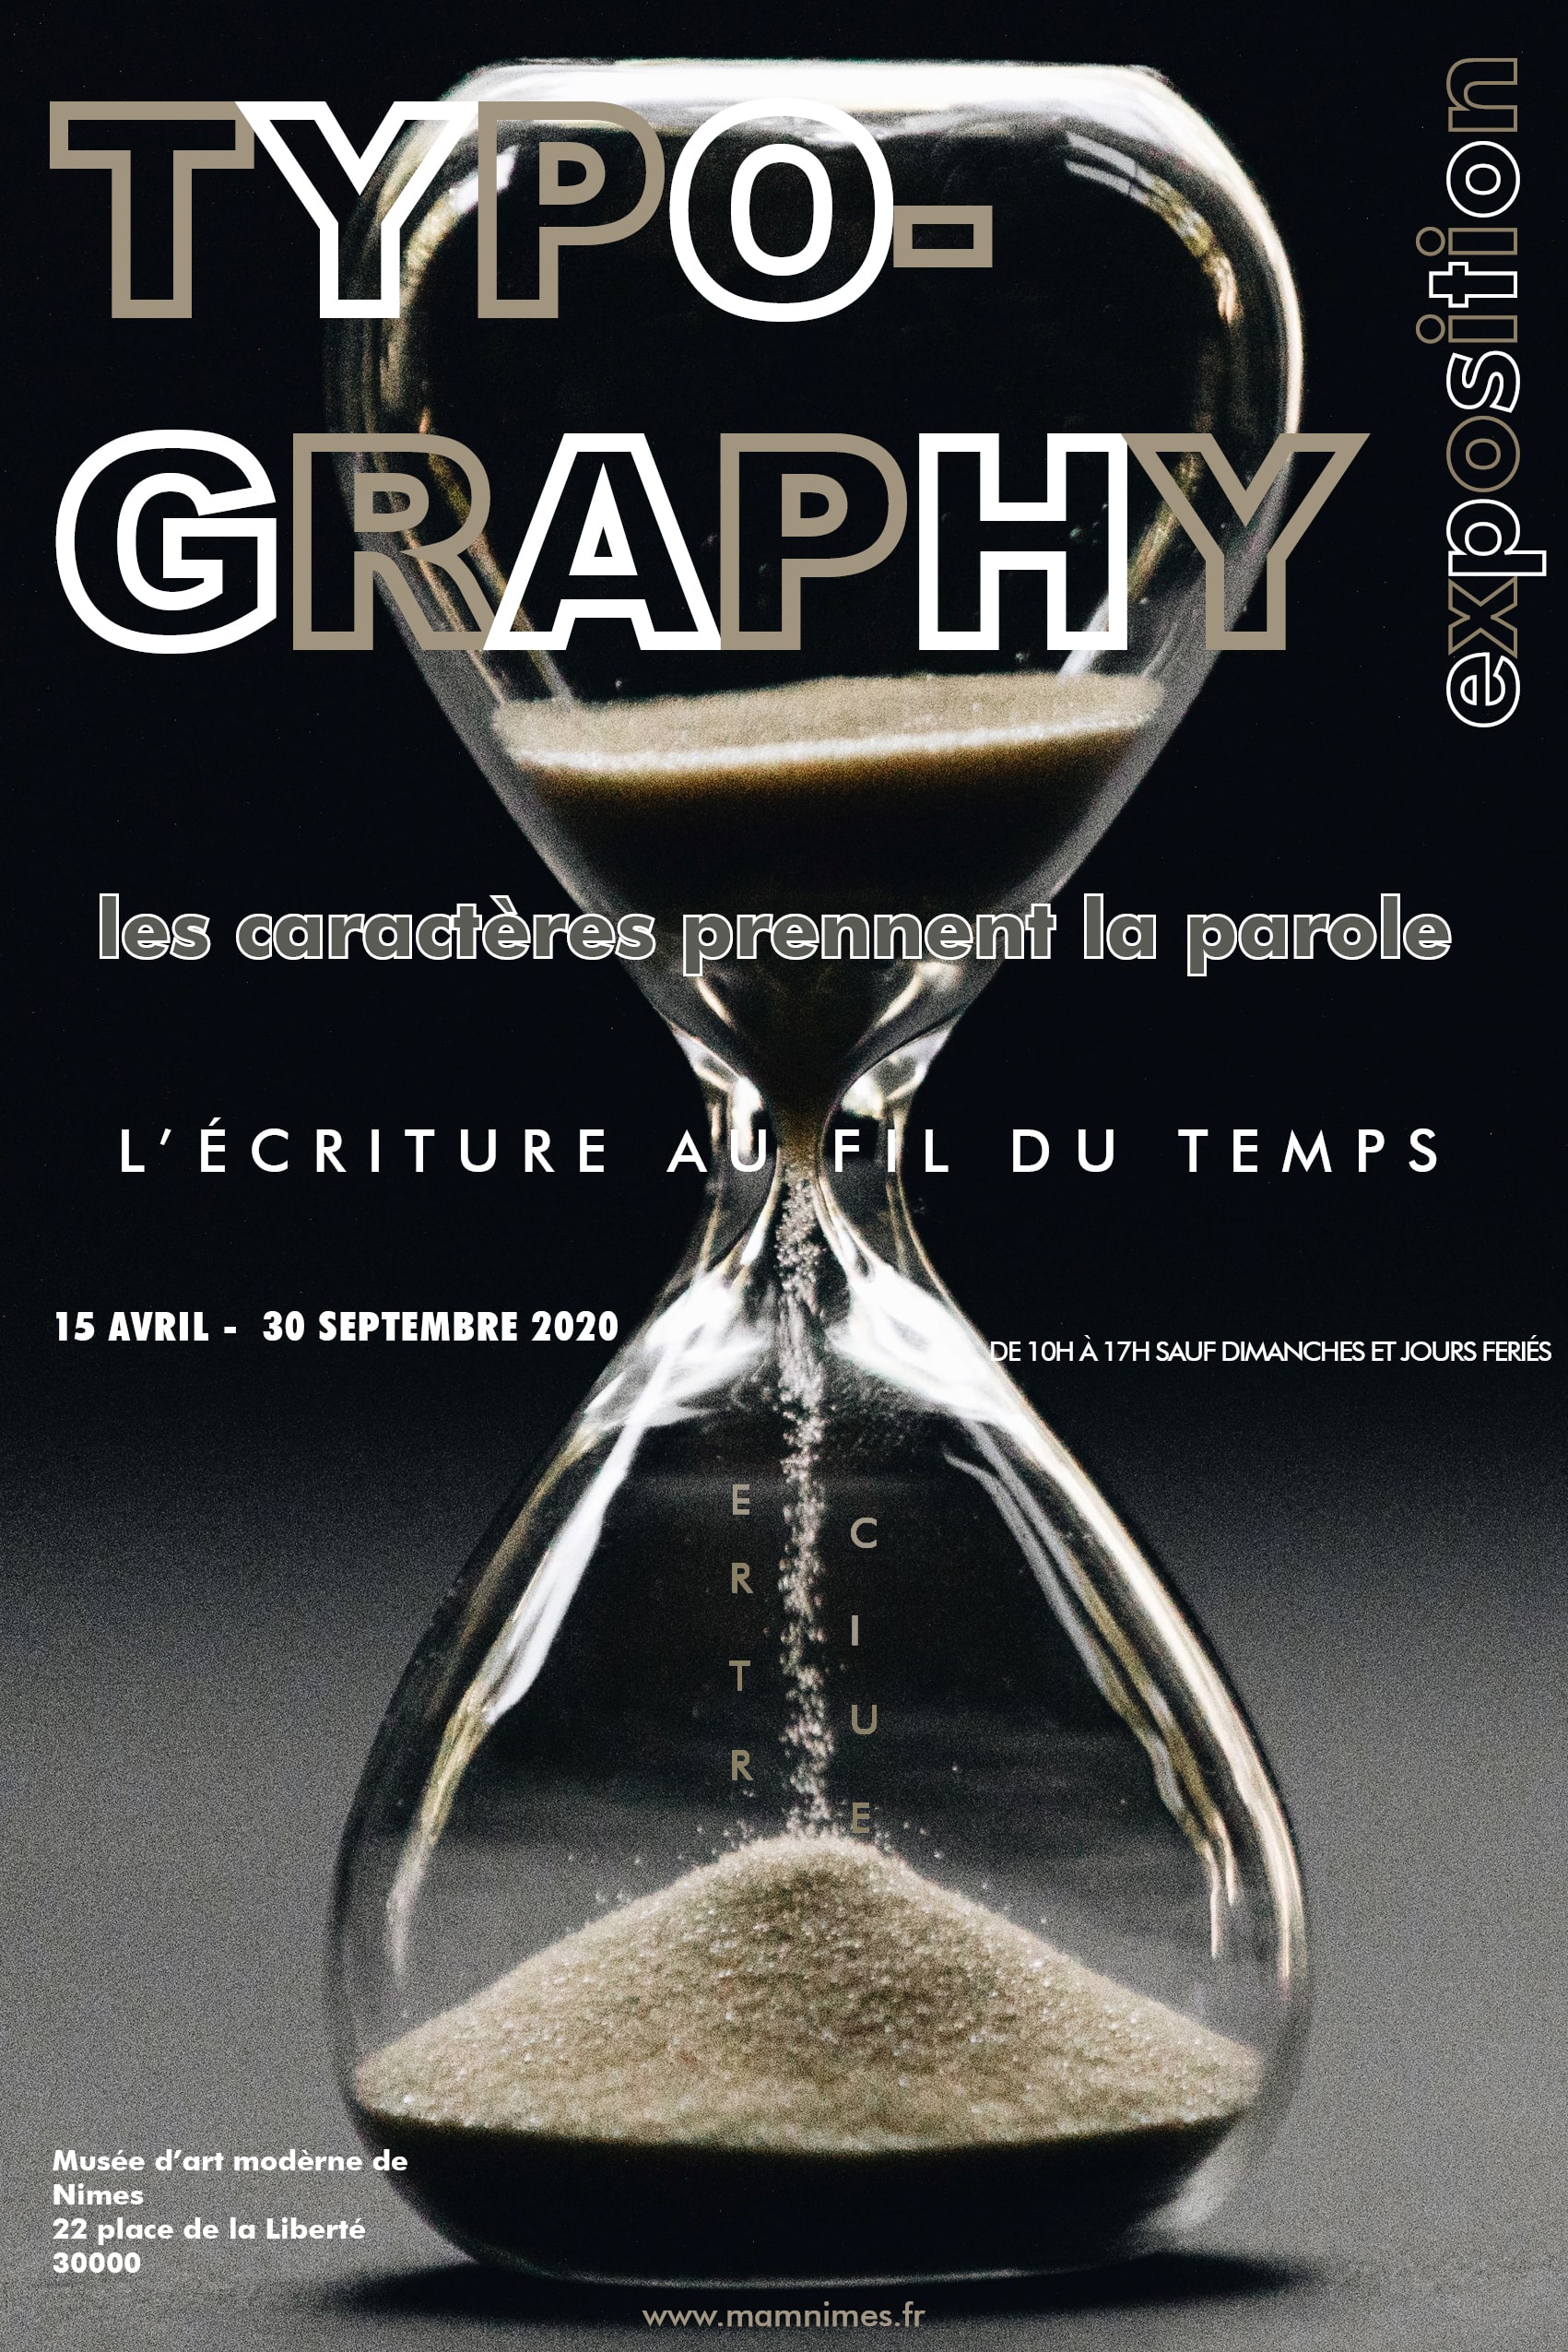 TYPO-
GRAPHY
exposition
les caractères prennent la parole
L’ÉCRITURE AU FIL DU TEMPS
15 AVRIL - 30 SEPTEMBRE 2020
DE 10H À 17H SAUF DIMANCHES ET JOURS FERIÉS
E
C
R
I
T
U
R
E
Musée d’art modèrne de
Nimes
22 place de la Liberté
30000
www.mamnimes.fr